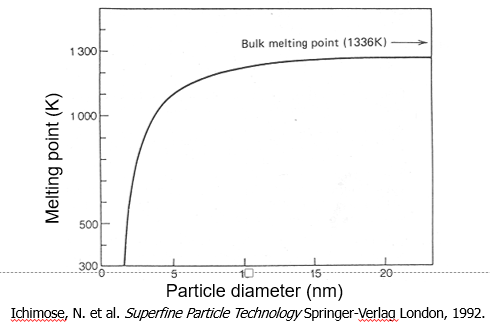 1300
Bulk melting point (1336K)
1000
500
300
Melting point (K)
0 5 10 15 20
Particle diameter (nm)
Ichimose, N. et al. Superfine Particle Technology Springer-Verlag London, 1992.